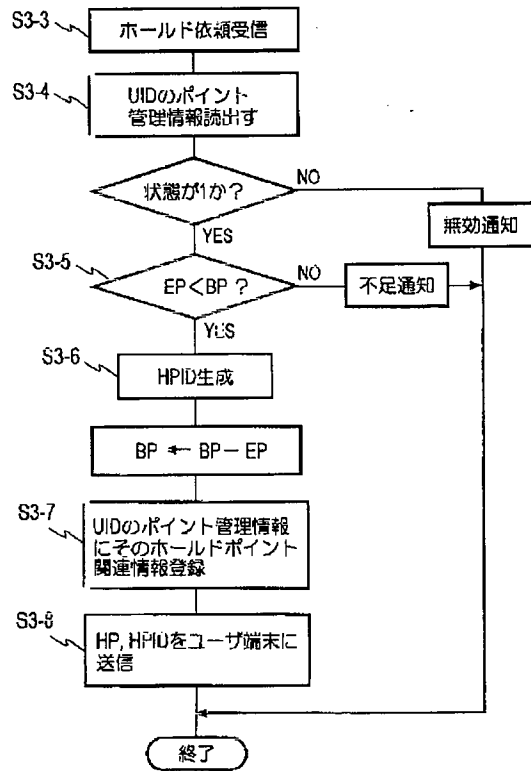 S3-3
ホールド依頼受信
S3-4
UIDのポイント
管理情報読出す
状態が1か?
NO
無効通知
YES
S3-5
EP<BP ?
NO
不足通知
YES
S3-6
HPID生成
BP ← BP − EP
S3-7
UIDのポイント管理情報
にそのホールドポイント
関連情報登録
S3-8
HP, HPIDをユーザ端末に
送信
終了